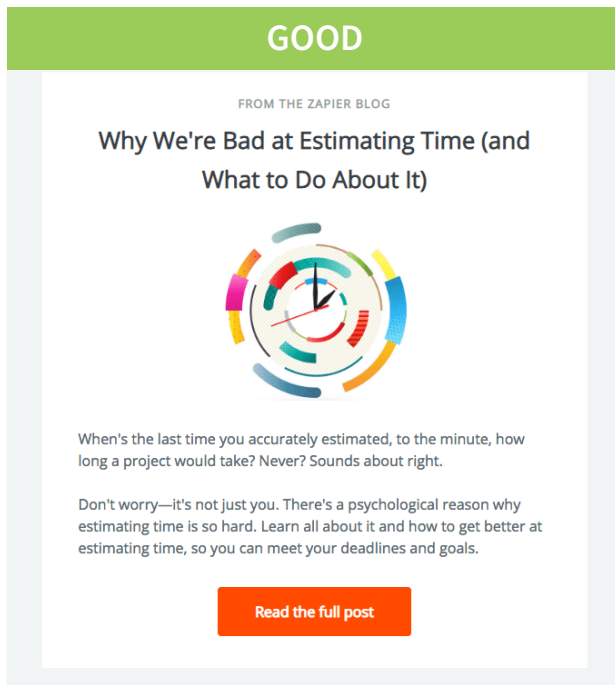 GOOD
FROM THE ZAPIER BLOG
Why We're Bad at Estimating Time (and
What to Do About It)
When's the last time you accurately estimated, to the minute, how
long a project would take? Never? Sounds about right.
Don't worry—it's not just you. There's a psychological reason why
estimating time is so hard. Learn all about it and how to get better at
estimating time, so you can meet your deadlines and goals.
Read the full post